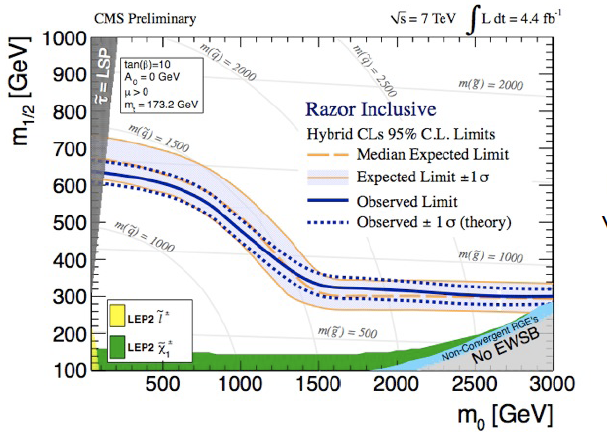 CMS Preliminary
√s = 7 TeV ∫ L dt = 4.4 fb⁻¹
m₁/₂ [GeV]
1000
900
800
700
600
500
400
300
200
100
τ̃ = LSP
tan(β)=10
A₀ = 0 GeV
μ > 0
mₜ = 173.2 GeV
m(q̃) = 2000
m(q̃) = 2500
m(g̃) = 2000
m(q̃) = 1500
m(q̃) = 1000
m(g̃) = 1000
m(g̃) = 500
Razor Inclusive
Hybrid CLs 95% C.L. Limits
Median Expected Limit
Expected Limit ±1σ
Observed Limit
Observed ± 1σ (theory)
LEP2 l̃±
LEP2 χ̃₁±
Non-Convergent RGE's
No EWSB
500
1000
1500
2000
2500
3000
m₀ [GeV]